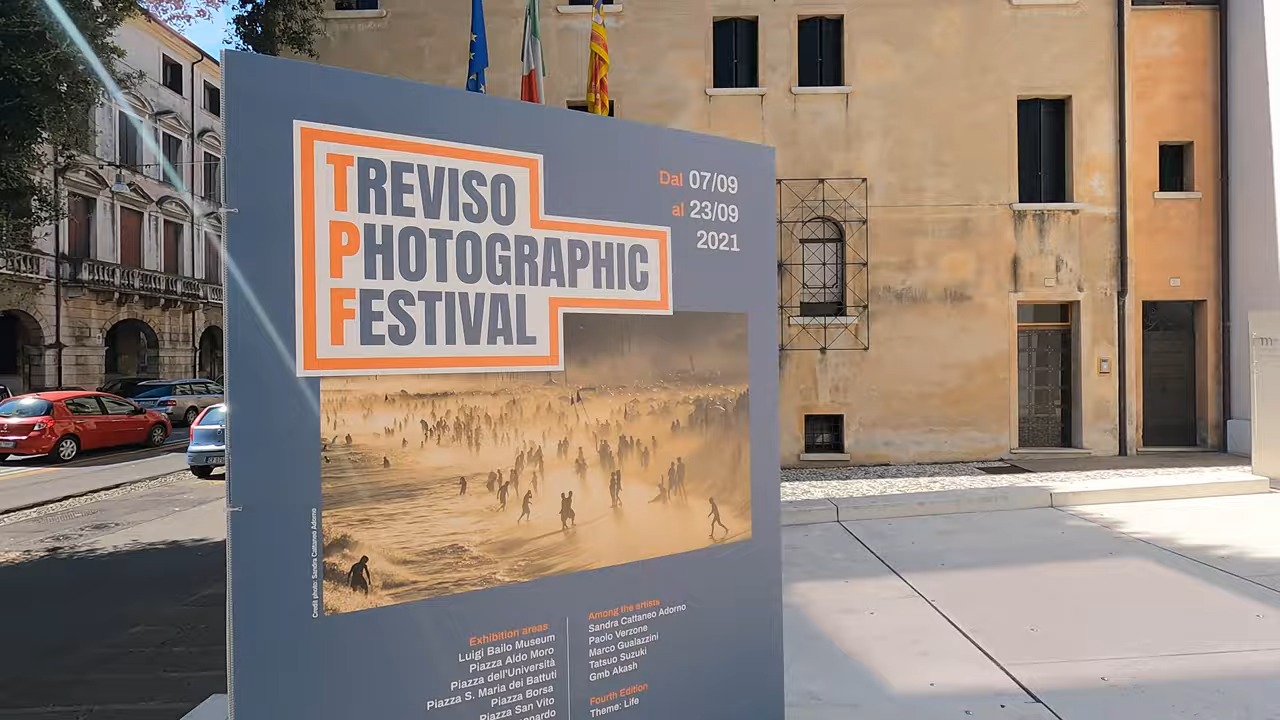 TREVISO
PHOTOGRAPHIC
FESTIVAL
Dal 07/09
al 23/09
2021
Credit photo: Sandra Cattaneo Adorno
Exhibition areas
Luigi Bailo Museum
Piazza Aldo Moro
Piazza dell'Università
Piazza S. Maria dei Battuti
Piazza Borsa
Piazza San Vito
Among the artists
Sandra Cattaneo Adorno
Paolo Verzone
Marco Gualazzini
Tatsuo Suzuki
Gmb Akash
Fourth Edition
Theme: Life